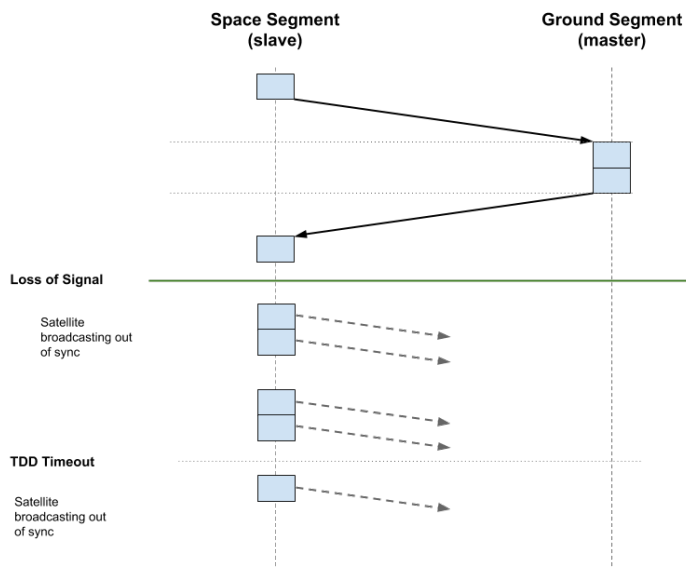 Space Segment
(slave)
Ground Segment
(master)
Loss of Signal
Satellite
broadcasting out
of sync
TDD Timeout
Satellite
broadcasting out
of sync